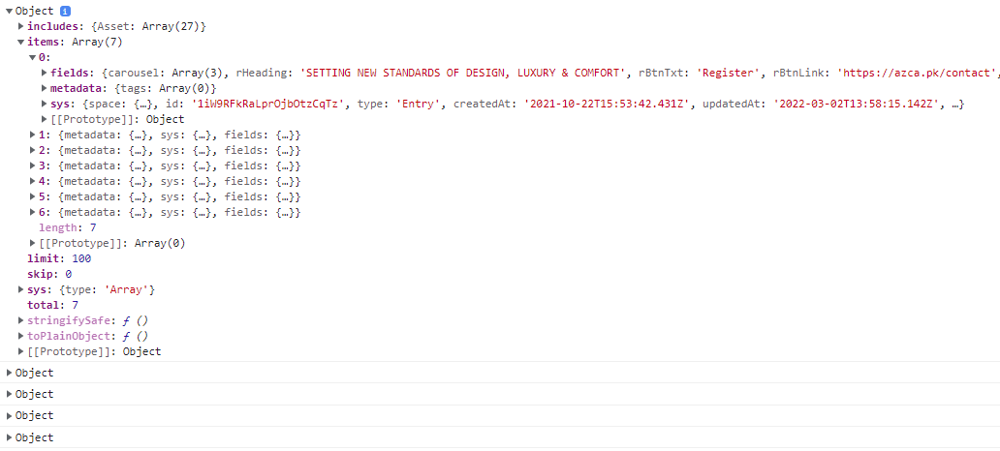 Object i
includes: {Asset: Array(27)}
items: Array(7)
0:
fields: {carousel: Array(3), rHeading: 'SETTING NEW STANDARDS OF DESIGN, LUXURY & COMFORT', rBtnTxt: 'Register', rBtnLink: 'https://azca.pk/contact',
metadata: {tags: Array(0)}
sys: {space: {…}, id: '1iW9RFkRaLprOjbOtzCqTz', type: 'Entry', createdAt: '2021-10-22T15:53:42.431Z', updatedAt: '2022-03-02T13:58:15.142Z', …}
[[Prototype]]: Object
1: {metadata: {…}, sys: {…}, fields: {…}}
2: {metadata: {…}, sys: {…}, fields: {…}}
3: {metadata: {…}, sys: {…}, fields: {…}}
4: {metadata: {…}, sys: {…}, fields: {…}}
5: {metadata: {…}, sys: {…}, fields: {…}}
6: {metadata: {…}, sys: {…}, fields: {…}}
length: 7
[[Prototype]]: Array(0)
limit: 100
skip: 0
sys: {type: 'Array'}
total: 7
stringifySafe: ƒ ()
toPlainObject: ƒ ()
[[Prototype]]: Object
Object
Object
Object
Object